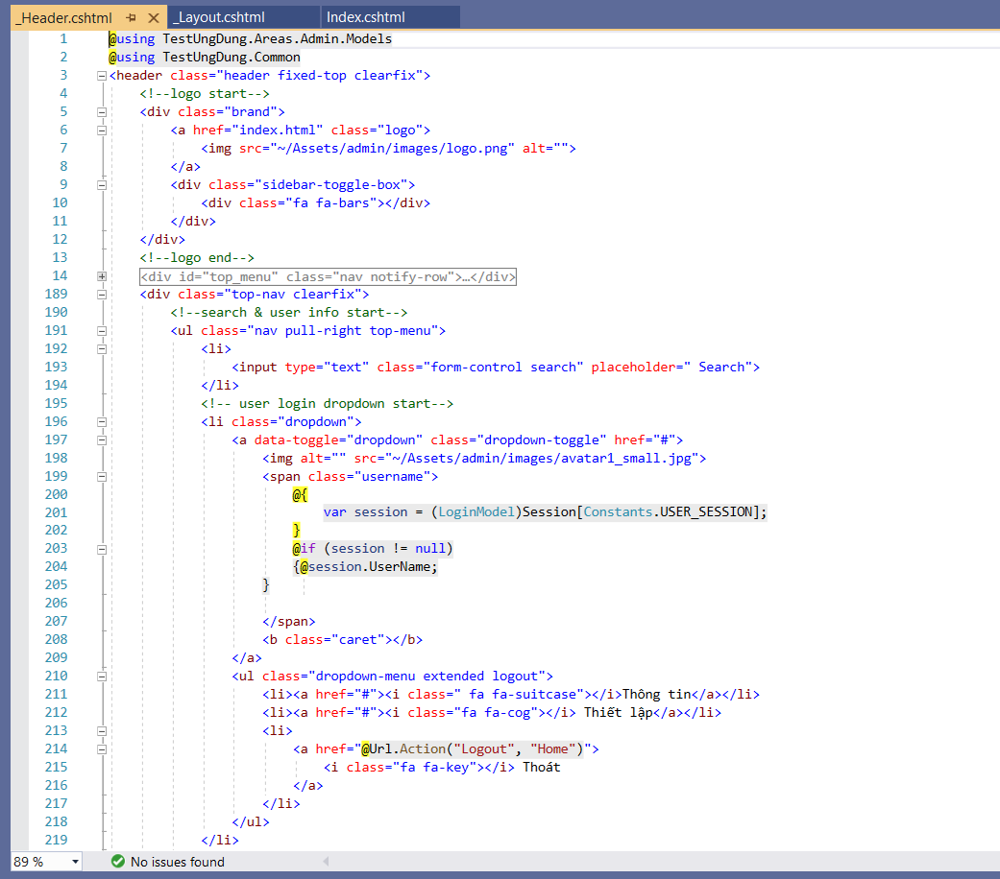 _Header.cshtml
_Layout.cshtml
Index.cshtml
1 @using TestUngDung.Areas.Admin.Models
2 @using TestUngDung.Common
3 <header class="header fixed-top clearfix">
4 <!--logo start-->
5 <div class="brand">
6 <a href="index.html" class="logo">
7 <img src="~/Assets/admin/images/logo.png" alt="">
8 </a>
9 <div class="sidebar-toggle-box">
10 <div class="fa fa-bars"></div>
11 </div>
12 </div>
13 <!--logo end-->
14 <div id="top_menu" class="nav notify-row">…</div>
189 <div class="top-nav clearfix">
190 <!--search & user info start-->
191 <ul class="nav pull-right top-menu">
192 <li>
193 <input type="text" class="form-control search" placeholder=" Search">
194 </li>
195 <!-- user login dropdown start-->
196 <li class="dropdown">
197 <a data-toggle="dropdown" class="dropdown-toggle" href="#">
198 <img alt="" src="~/Assets/admin/images/avatar1_small.jpg">
199 <span class="username">
200 @{
201 var session = (LoginModel)Session[Constants.USER_SESSION];
202 }
203 @if (session != null)
204 {@session.UserName;
205 }
206
207 </span>
208 <b class="caret"></b>
209 </a>
210 <ul class="dropdown-menu extended logout">
211 <li><a href="#"><i class=" fa fa-suitcase"></i>Thông tin</a></li>
212 <li><a href="#"><i class="fa fa-cog"></i> Thiết lập</a></li>
213 <li>
214 <a href="@Url.Action("Logout", "Home")">
215 <i class="fa fa-key"></i> Thoát
216 </a>
217 </li>
218 </ul>
219 </li>
89 %
No issues found